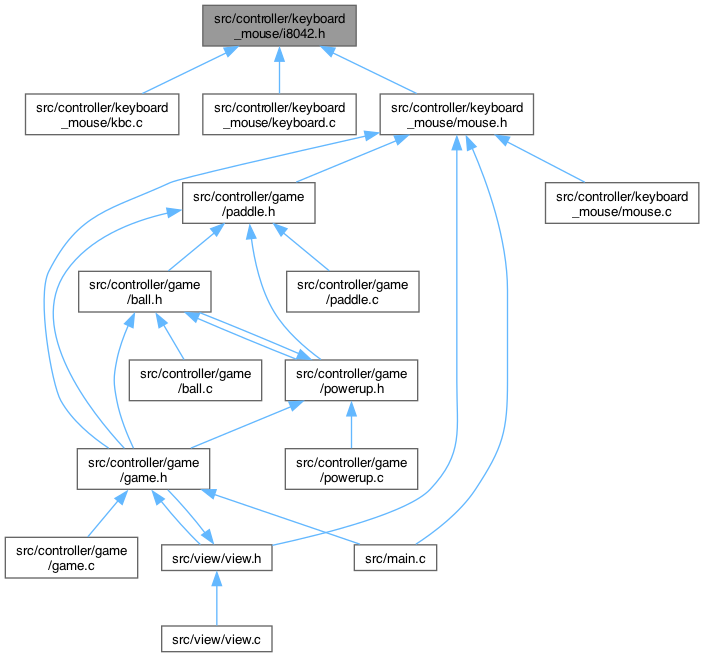 src/controller/keyboard
_mouse/i8042.h
src/controller/keyboard
_mouse/kbc.c
src/controller/keyboard
_mouse/keyboard.c
src/controller/keyboard
_mouse/mouse.h
src/controller/game
/paddle.h
src/controller/keyboard
_mouse/mouse.c
src/controller/game
/ball.h
src/controller/game
/paddle.c
src/controller/game
/ball.c
src/controller/game
/powerup.h
src/controller/game
/game.h
src/controller/game
/powerup.c
src/controller/game
/game.c
src/view/view.h
src/main.c
src/view/view.c